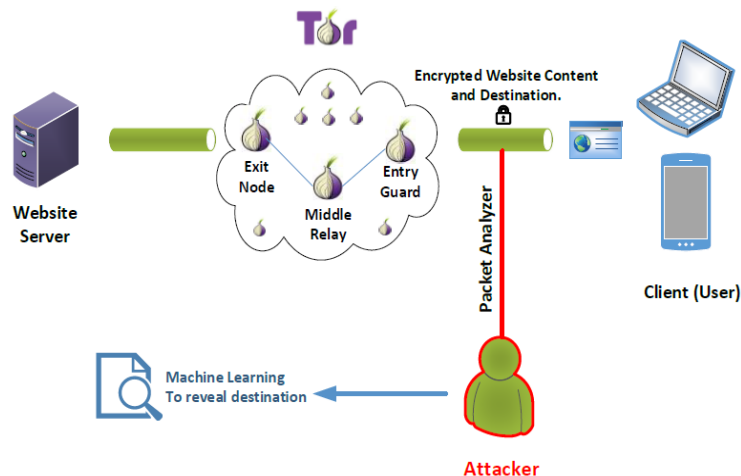 Tor
Encrypted Website Content
and Destination.
Exit
Node
Entry
Guard
Middle
Relay
Website
Server
Packet Analyzer
Client (User)
Machine Learning
To reveal destination
Attacker